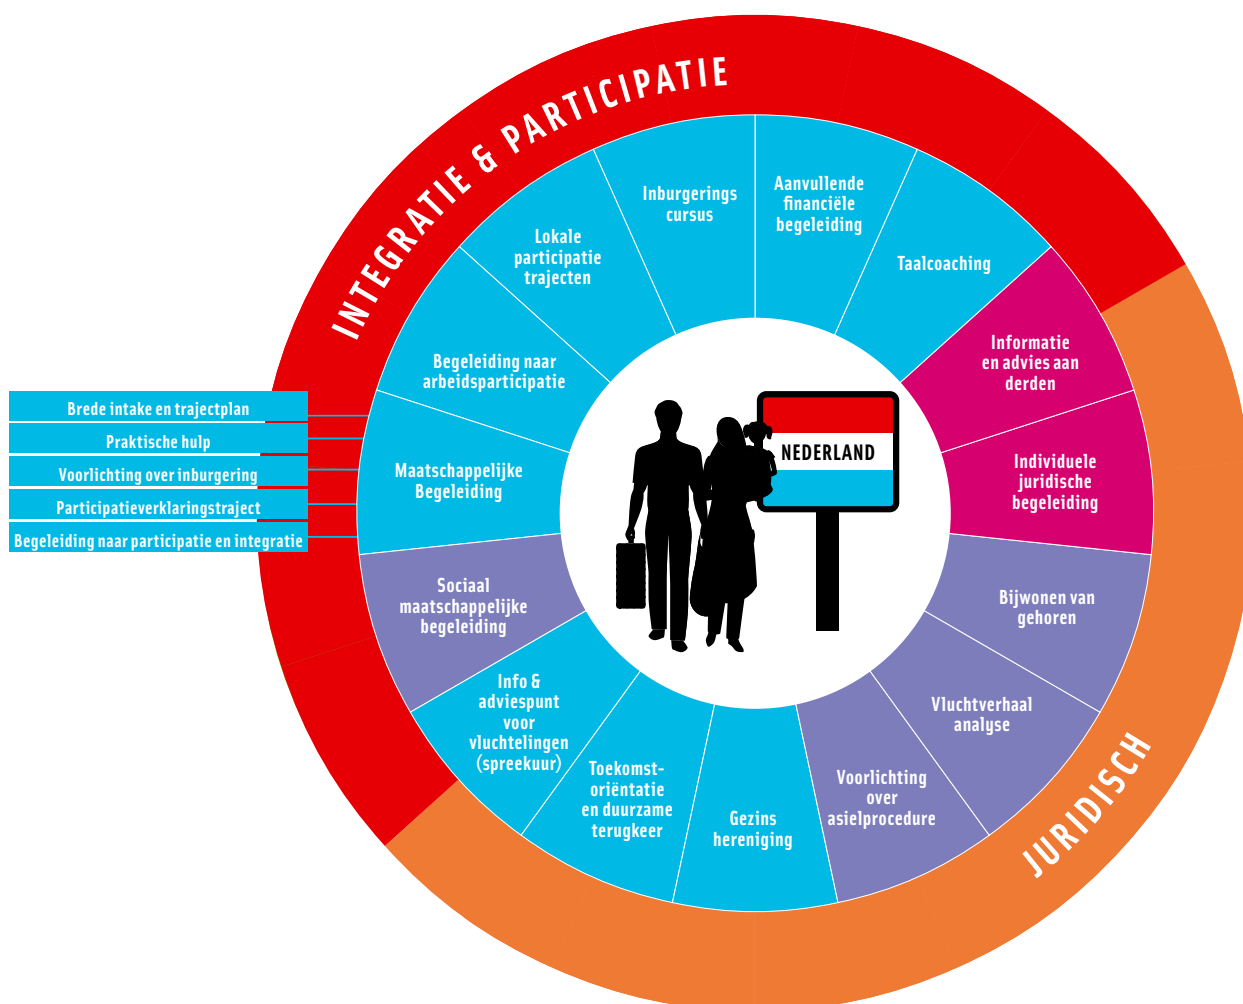 INTEGRATIE & PARTICIPATIE
Inburgerings
cursus
Aanvullende
financiële
begeleiding
Taalcoaching
Lokale
participatie
trajecten
Informatie
en advies aan
derden
Begeleiding naar
arbeidsparticipatie
Individuele
juridische
begeleiding
Maatschappelijke
Begeleiding
Brede intake en trajectplan
Praktische hulp
Voorlichting over inburgering
Participatieverklaringstraject
Begeleiding naar participatie en integratie
NEDERLAND
Sociaal
maatschappelijke
begeleiding
Bijwonen van
gehoren
Info &
adviespunt
voor
vluchtelingen
(spreekuur)
Vluchtverhaal
analyse
Toekomst-
oriëntatie
en duurzame
terugkeer
Gezins
hereniging
Voorlichting
over
asielprocedure
JURIDISCH